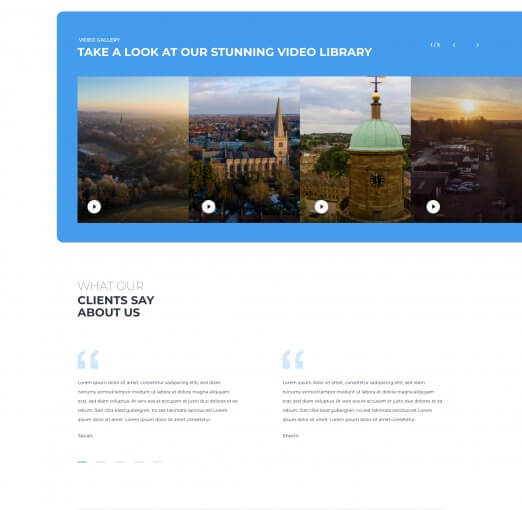 VIDEO GALLERY
TAKE A LOOK AT OUR STUNNING VIDEO LIBRARY
1 / 5
WHAT OUR
CLIENTS SAY
ABOUT US
Lorem ipsum dolor sit amet, consetetur sadipscing elitr, sed diam
nonumy eirmod tempor invidunt ut labore et dolore magna aliquyam
erat, sed diam voluptua. At vero eos et accusam et justo duo dolores et
ea rebum. Stet clita kasd gubergren, no sea takimata sanctus est Lorem
ipsum dolor sit amet. Lorem ipsum dolor sit amet.
Lorem ipsum dolor sit amet, consetetur sadipscing elitr, sed diam
nonumy eirmod tempor invidunt ut labore et dolore magna aliquyam
erat, sed diam voluptua. At vero eos et accusam et justo duo dolores et ea
rebum. Stet clita kasd gubergren, no sea takimata sanctus est Lorem
ipsum dolor sit amet. Lorem ipsum dolor sit amet.